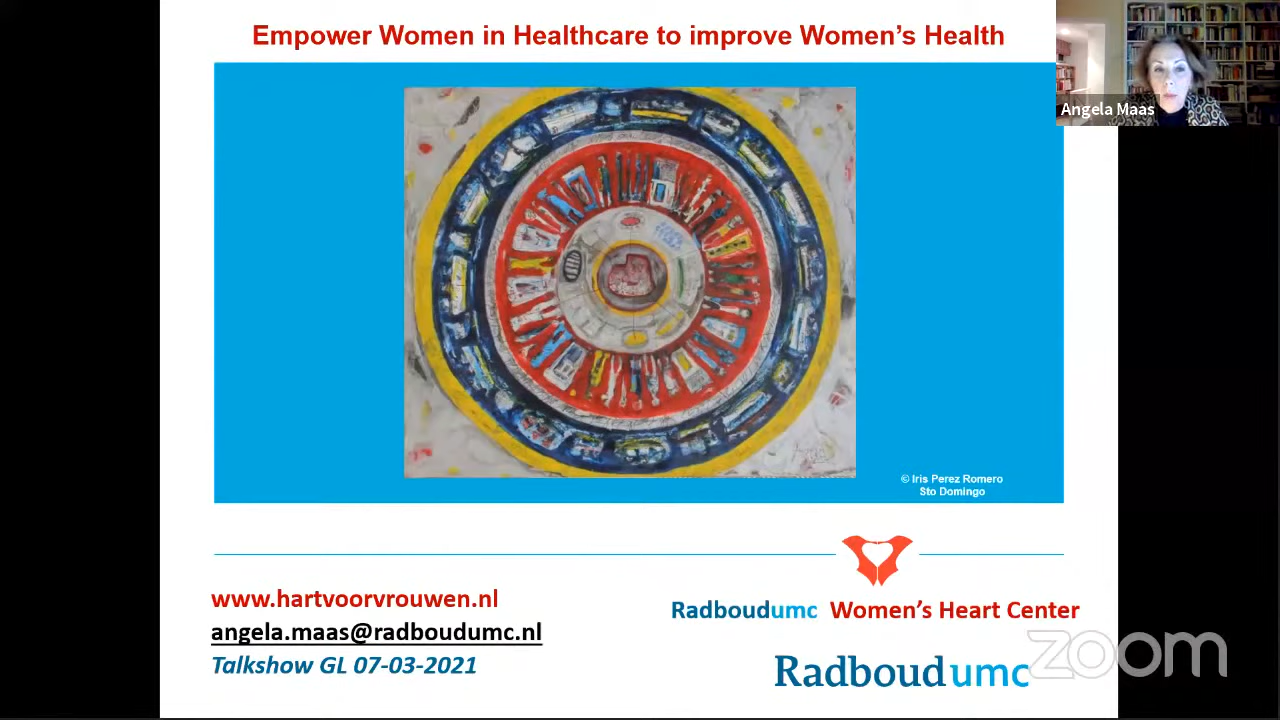 Empower Women in Healthcare to improve Women's Health
Angela Maas
© Iris Perez Romero
Sto Domingo
www.hartvoorvrouwen.nl
angela.maas@radboudumc.nl
Talkshow GL 07-03-2021
Radboudumc Women's Heart Center
Radboudumc
zoom